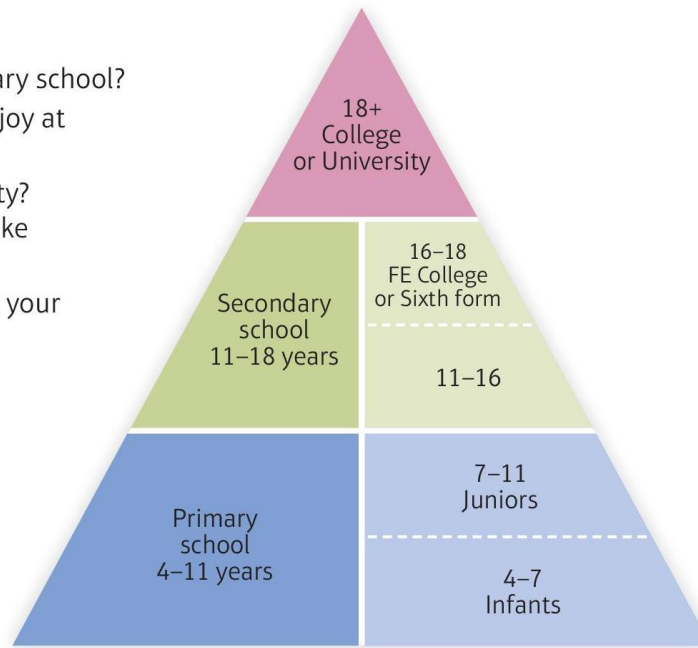 ary school?
joy at
ty?
ke
your
18+
College
or University
Secondary
school
11–18 years
16–18
FE College
or Sixth form
11–16
Primary
school
4–11 years
7–11
Juniors
4–7
Infants